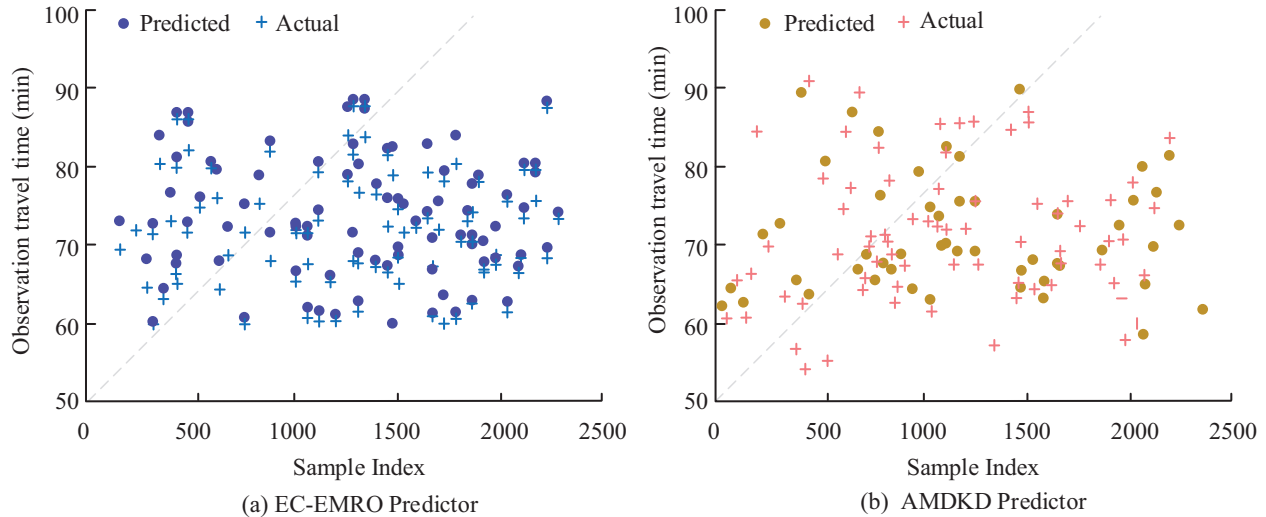 100
90
80
70
60
50
Observation travel time (min)
Predicted
Actual
0
500
1000
1500
2000
2500
Sample Index
(a) EC-EMRO Predictor
100
90
80
70
60
50
Observation travel time (min)
Predicted
Actual
0
500
1000
1500
2000
2500
Sample Index
(b) AMDKD Predictor